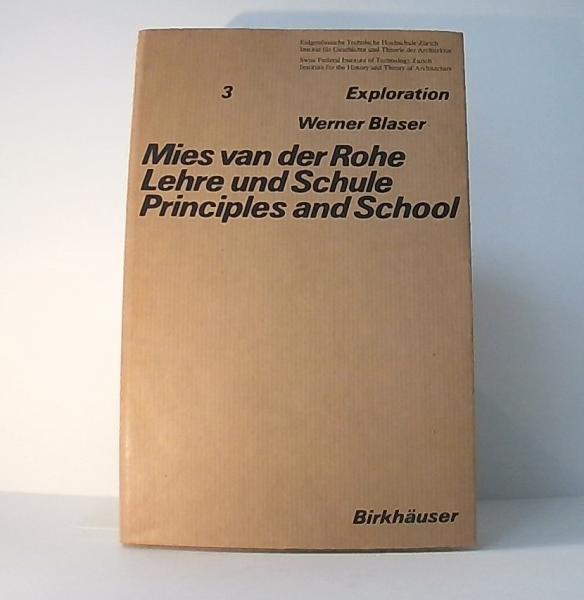 Eidgenössische Technische Hochschule Zürich
Institut für Geschichte und Theorie der Architektur
Swiss Federal Institute of Technology Zurich
Institute for the History and Theory of Architecture
3 Exploration
Werner Blaser
Mies van der Rohe
Lehre und Schule
Principles and School
Birkhäuser